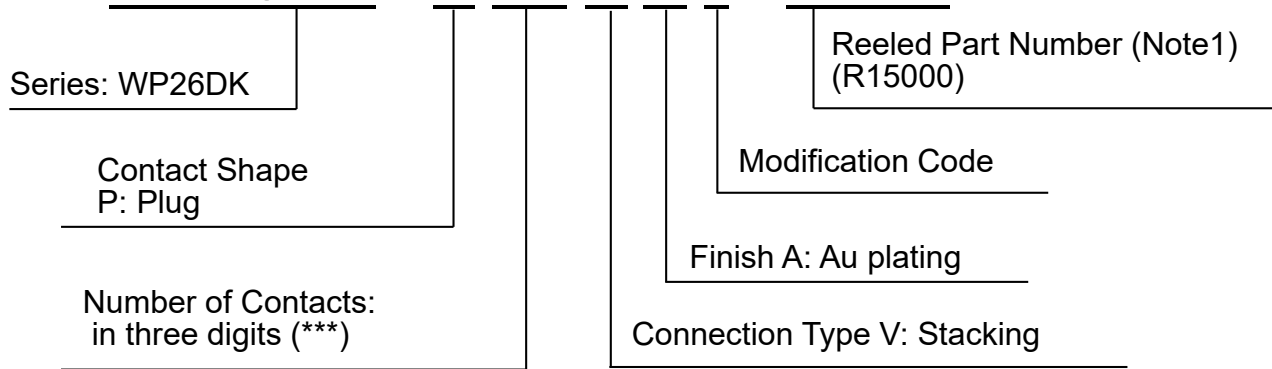 Reeled Part Number (Note1)
(R15000)
Series: WP26DK
Modification Code
Contact Shape
P: Plug
Finish A: Au plating
Number of Contacts:
in three digits (***)
Connection Type V: Stacking